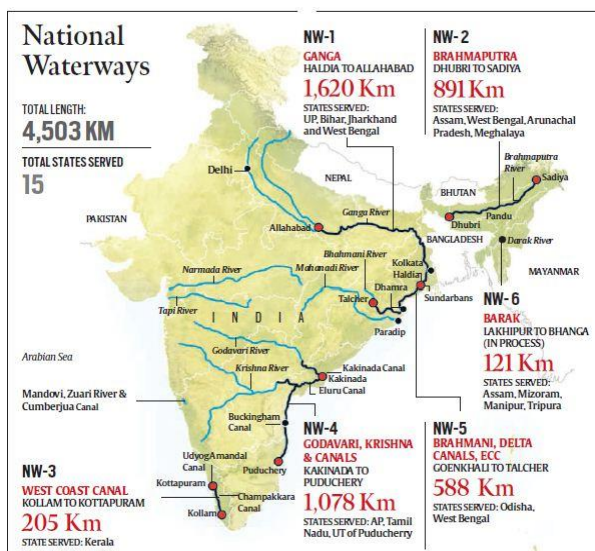 National
Waterways
TOTAL LENGTH:
4,503 KM
TOTAL STATES SERVED
15
NW-1
GANGA
HALDIA TO ALLAHABAD
1,620 Km
STATES SERVED:
UP, Bihar, Jharkhand
and West Bengal
NW- 2
BRAHMAPUTRA
DHUBRI TO SADIYA
891 Km
STATES SERVED:
Assam, West Bengal, Arunachal
Pradesh, Meghalaya
Brahmaputra
River
Sadiya
Delhi
NEPAL
BHUTAN
PAKISTAN
Ganga River
Pandu
Dhubri
Allahabad
BANGLADESH
Darak River
Bhahmani River
Kolkata
Narmada River
Mahanadi River
Haldia
MYANMAR
Dhamra
Talcher
Sundarbans
Tapi River
INDIA
Paradip
NW- 6
BARAK
LAKHIPUR TO BHANGA
(IN PROCESS)
121 Km
STATES SERVED:
Assam, Mizoram,
Manipur, Tripura
Arabian Sea
Godavari River
Krishna River
Kakinada Canal
Kakinada
Eluru Canal
Mandovi, Zuari River &
Cumberjua Canal
Buckingham
Canal
NW-4
GODAVARI, KRISHNA
& CANALS
KAKINADA TO
PUDUCHERY
1,078 Km
STATES SERVED: AP, Tamil
Nadu, UT of Puducherry
NW-5
BRAHMANI, DELTA
CANALS, ECC
GOENKHALI TO TALCHER
588 Km
STATES SERVED: Odisha,
West Bengal
Udyog Amandal
Canal
Puduchery
NW-3
WEST COAST CANAL
KOLLAM TO KOTTAPURAM
205 Km
STATE SERVED: Kerala
Kottapuram
Champakkara
Canal
Kollam